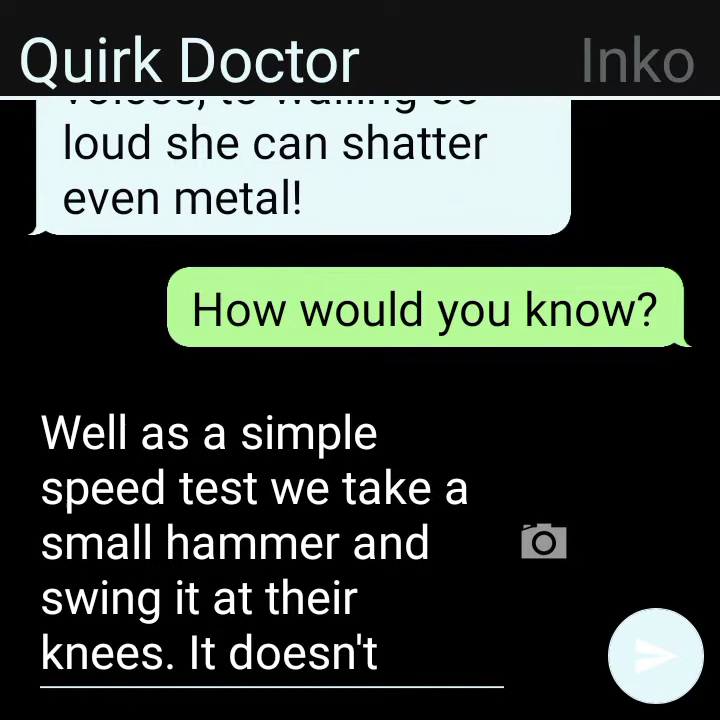 Quirk Doctor Inko
loud she can shatter
even metal!
How would you know?
Well as a simple
speed test we take a
small hammer and
swing it at their
knees. It doesn't